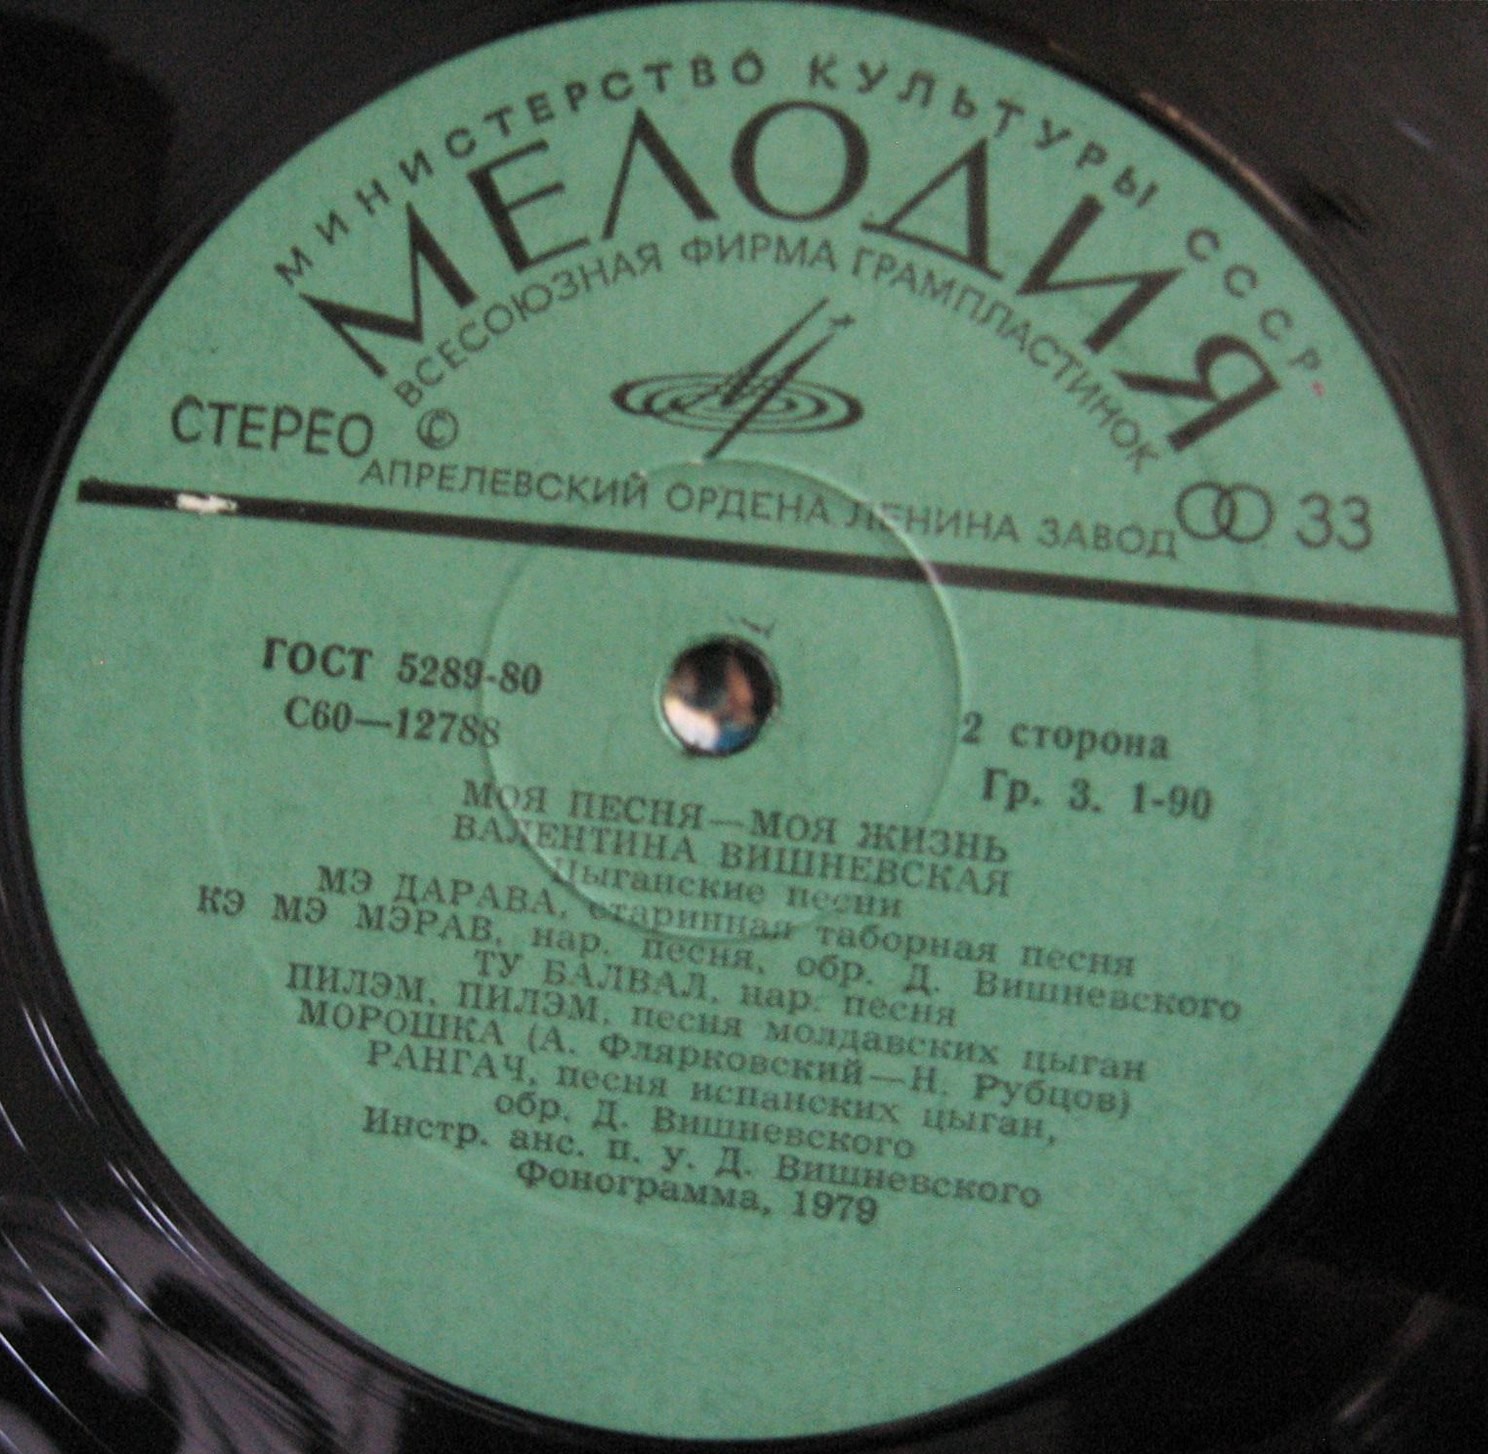 МИНИСТЕРСТВО КУЛЬТУРЫ СССР
МЕЛОДИЯ
ВСЕСОЮЗНАЯ ФИРМА ГРАМПЛАСТИНОК
СТЕРЕО ©
33
АПРЕЛЕВСКИЙ ОРДЕНА ЛЕНИНА ЗАВОД
ГОСТ 5289-80
С60—12788
2 сторона
Гр. 3. 1-90
МОЯ ПЕСНЯ—МОЯ ЖИЗНЬ
ВАЛЕНТИНА ВИШНЕВСКАЯ
Цыганские песни
МЭ ДАРАВА, старинная таборная песня
КЭ МЭ МЭРАВ, нар. песня, обр. Д. Вишневского
ТУ БАЛВАЛ, нар. песня
ПИЛЭМ, ПИЛЭМ, песня молдавских цыган
МОРОШКА (А. Флярковский—Н. Рубцов)
РАНГАЧ, песня испанских цыган,
обр. Д. Вишневского
Инстр. анс. п. у. Д. Вишневского
Фонограмма, 1979